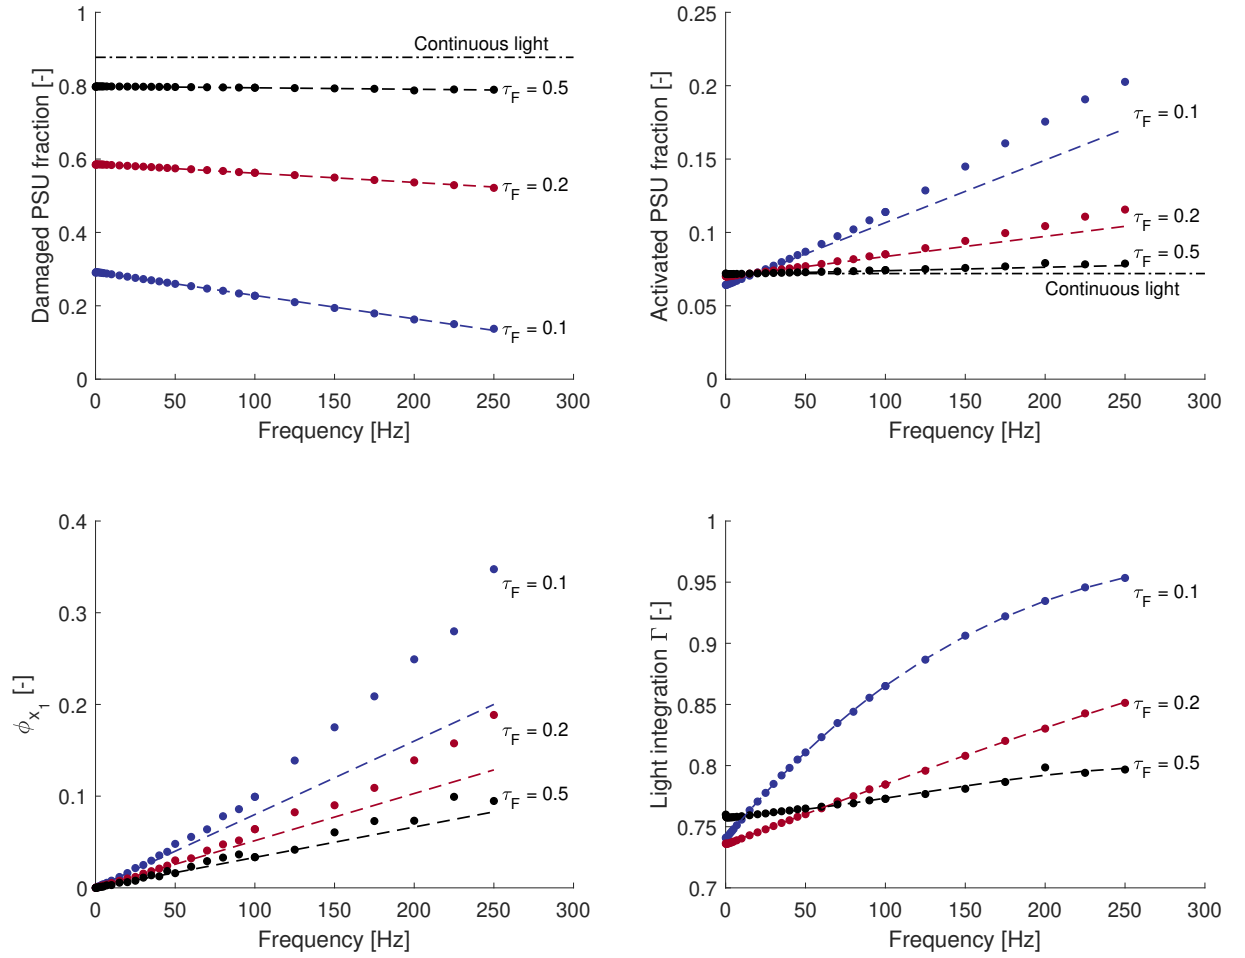 1
0.8
0.6
0.4
0.2
0
Damaged PSU fraction [-]
Continuous light
τF = 0.5
τF = 0.2
τF = 0.1
0 50 100 150 200 250 300
Frequency [Hz]
0.25
0.2
0.15
0.1
0.05
0
Activated PSU fraction [-]
τF = 0.1
τF = 0.2
τF = 0.5
Continuous light
0 50 100 150 200 250 300
Frequency [Hz]
0.4
0.3
0.2
0.1
0
ϕx1 [-]
τF = 0.1
τF = 0.2
τF = 0.5
0 50 100 150 200 250 300
Frequency [Hz]
1
0.95
0.9
0.85
0.8
0.75
0.7
Light integration Γ [-]
τF = 0.1
τF = 0.2
τF = 0.5
0 50 100 150 200 250 300
Frequency [Hz]